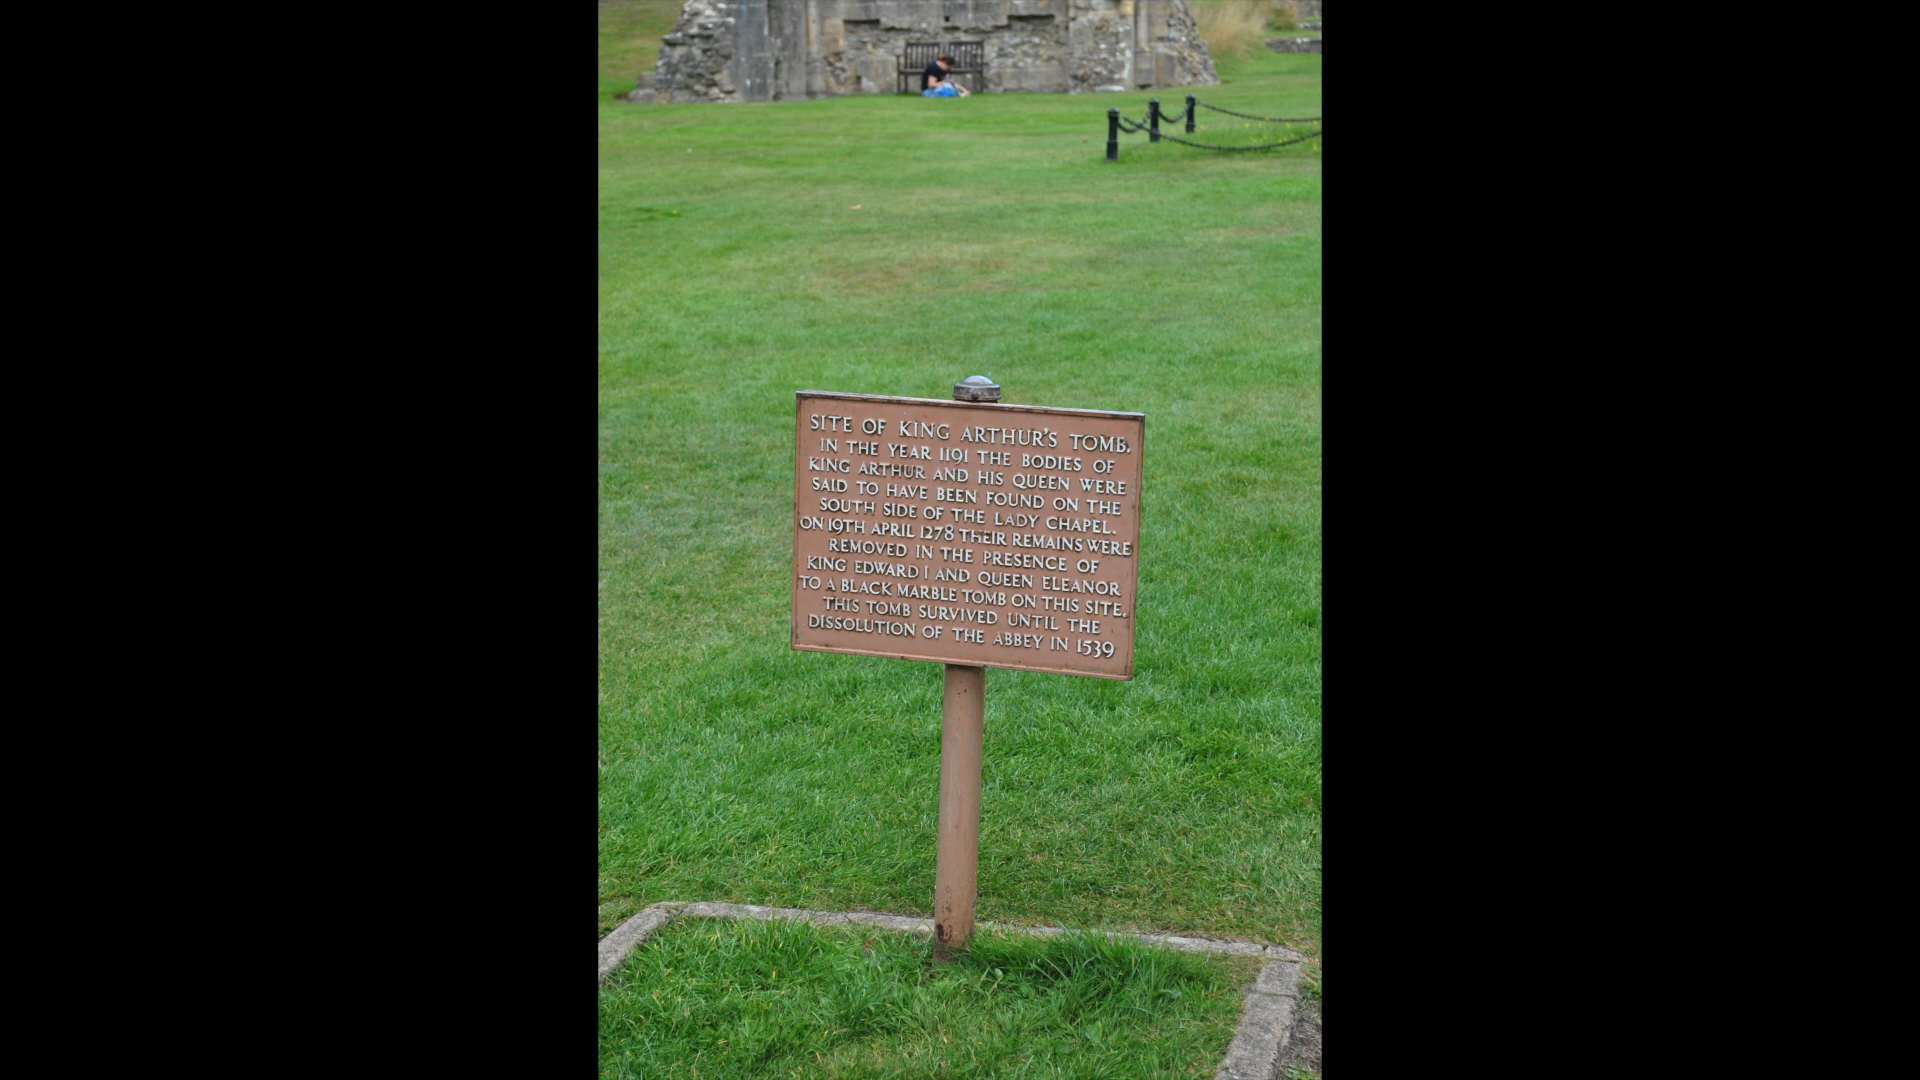 SITE OF KING ARTHUR'S TOMB.
IN THE YEAR 1191 THE BODIES OF
KING ARTHUR AND HIS QUEEN WERE
SAID TO HAVE BEEN FOUND ON THE
SOUTH SIDE OF THE LADY CHAPEL.
ON 19TH APRIL 1278 THEIR REMAINS WERE
REMOVED IN THE PRESENCE OF
KING EDWARD I AND QUEEN ELEANOR
TO A BLACK MARBLE TOMB ON THIS SITE.
THIS TOMB SURVIVED UNTIL THE
DISSOLUTION OF THE ABBEY IN 1539